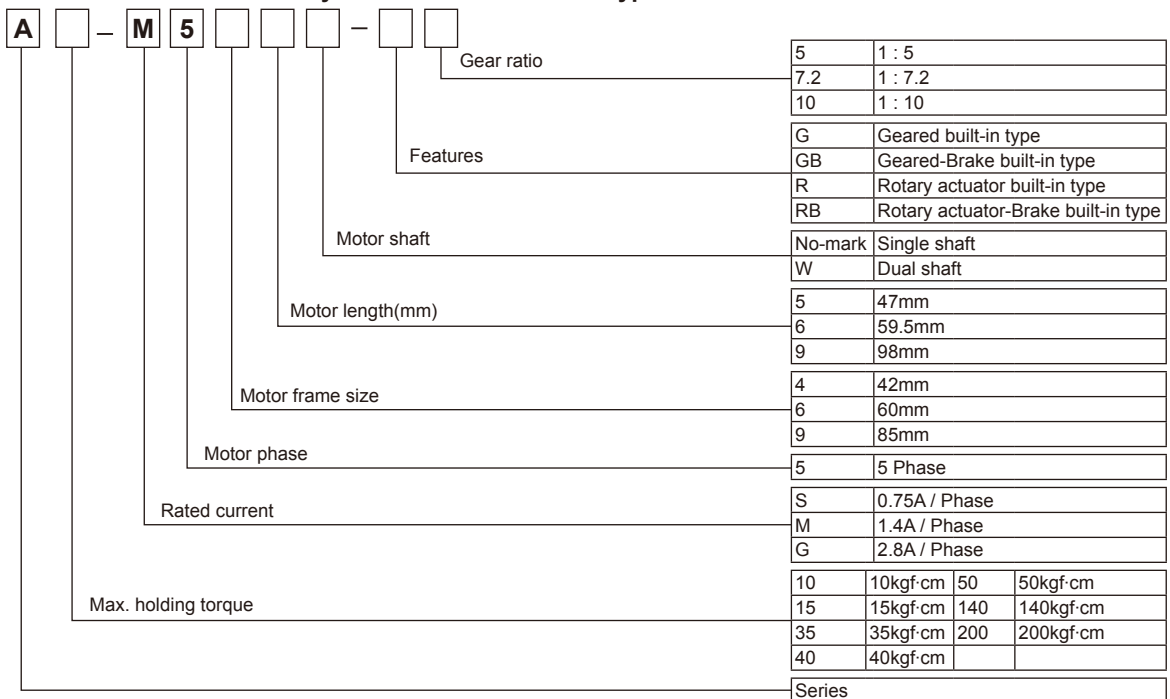 A – M 5 –
Gear ratio
5 1 : 5
7.2 1 : 7.2
10 1 : 10
Features
G Geared built-in type
GB Geared-Brake built-in type
R Rotary actuator built-in type
RB Rotary actuator-Brake built-in type
Motor shaft
No-mark Single shaft
W Dual shaft
Motor length(mm)
5 47mm
6 59.5mm
9 98mm
Motor frame size
4 42mm
6 60mm
9 85mm
Motor phase
5 5 Phase
Rated current
S 0.75A / Phase
M 1.4A / Phase
G 2.8A / Phase
Max. holding torque
10 10kgf·cm 50 50kgf·cm
15 15kgf·cm 140 140kgf·cm
35 35kgf·cm 200 200kgf·cm
40 40kgf·cm
Series